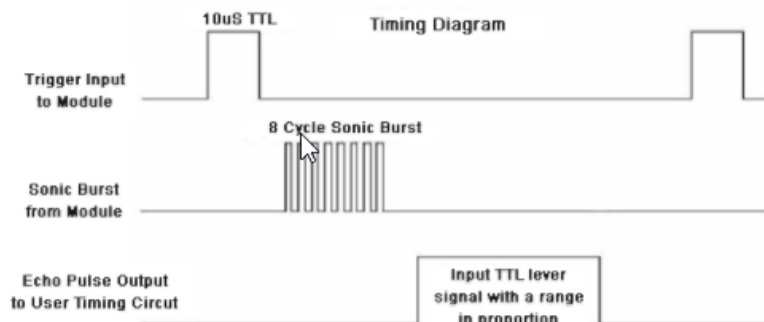 10uS TTL
Timing Diagram
Trigger Input
to Module
8 Cycle Sonic Burst
Sonic Burst
from Module
Echo Pulse Output
to User Timing Circut
Input TTL lever
signal with a range
in proportion